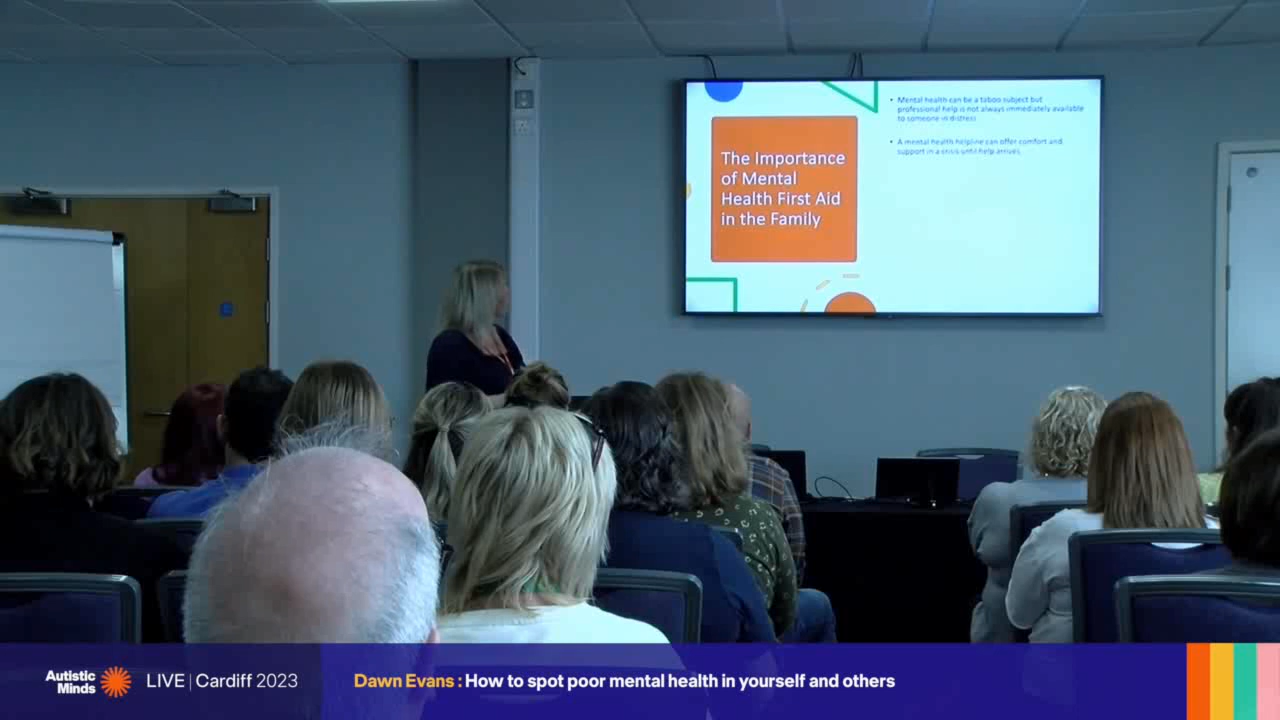 The Importance
of Mental
Health First Aid
in the Family
• Mental health can be a taboo subject but
professional help is not always immediately available
to someone in distress
• A mental health helpline can offer comfort and
support in a crisis until help arrives.
Autistic
Minds
LIVE | Cardiff 2023
Dawn Evans : How to spot poor mental health in yourself and others